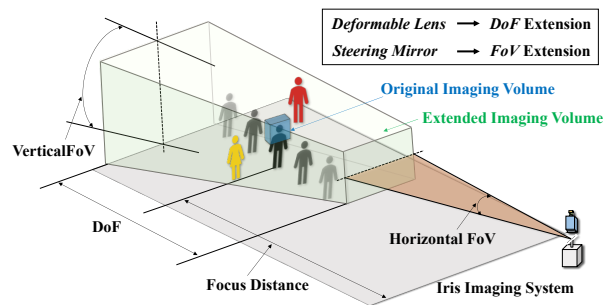 Deformable Lens → DoF Extension
Steering Mirror → FoV Extension
Original Imaging Volume
Extended Imaging Volume
VerticalFoV
DoF
Focus Distance
Horizontal FoV
Iris Imaging System